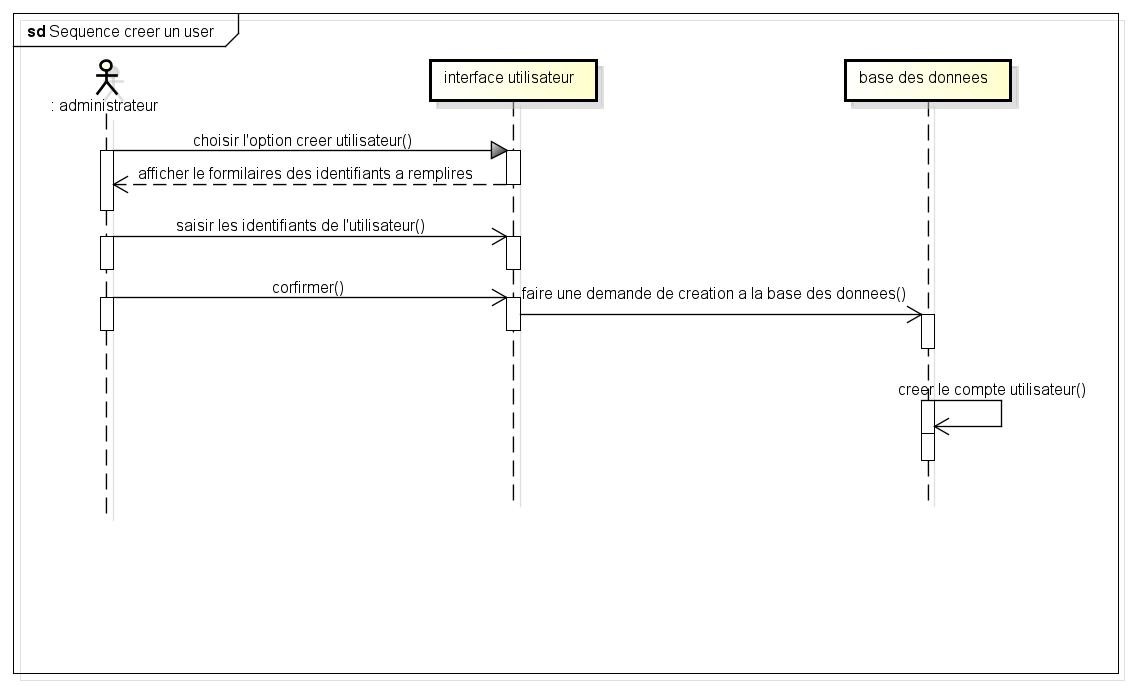 sd Sequence creer un user
: administrateur
interface utilisateur
base des donnees
choisir l'option creer utilisateur()
afficher le formilaires des identifiants a remplires
saisir les identifiants de l'utilisateur()
corfirmer()
faire une demande de creation a la base des donnees()
creer le compte utilisateur()